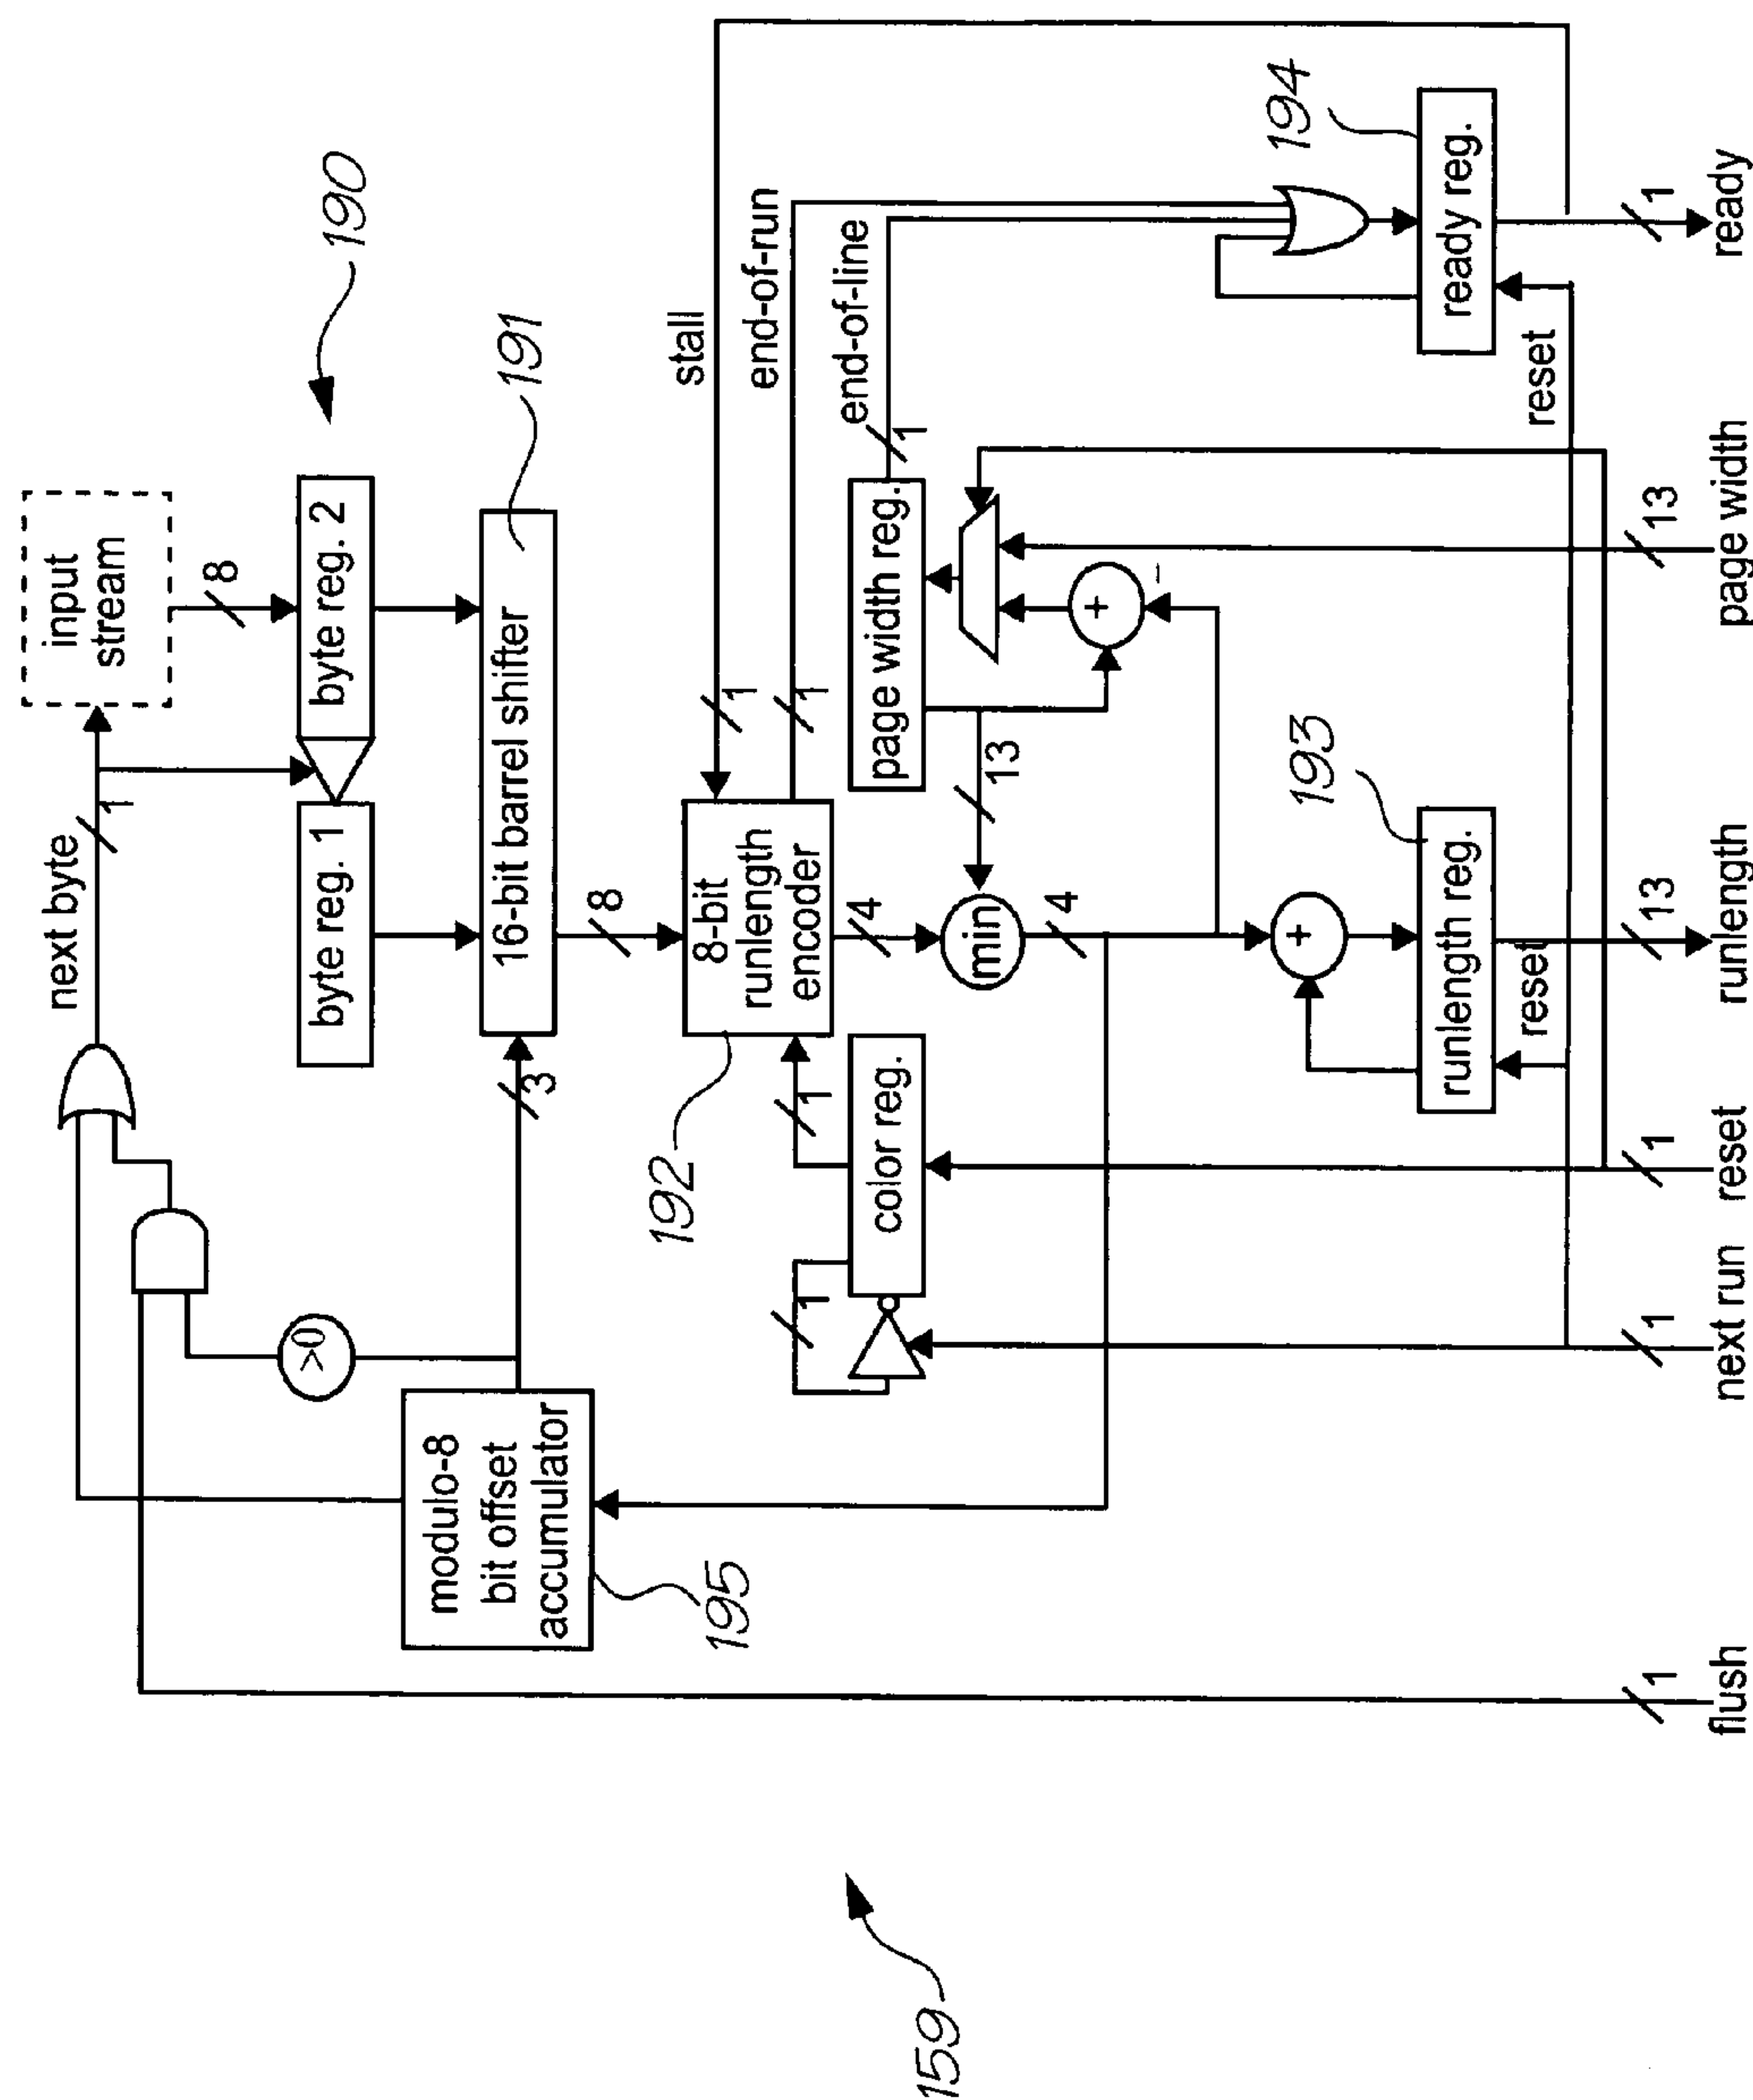 input
stream
next byte
1
8
190
byte reg. 1
byte reg. 2
16-bit barrel shifter
191
3
8
>0
modulo-8
bit offset
accumulator
195
stall
1
end-of-run
1
8-bit
runlength
encoder
192
end-of-line
1
page width reg.
4
13
min
4
+
–
1
color reg.
1
+
193
runlength reg.
reset
194
ready reg.
reset
1
flush
1
next run
1
reset
13
runlength
13
page width
1
ready
159